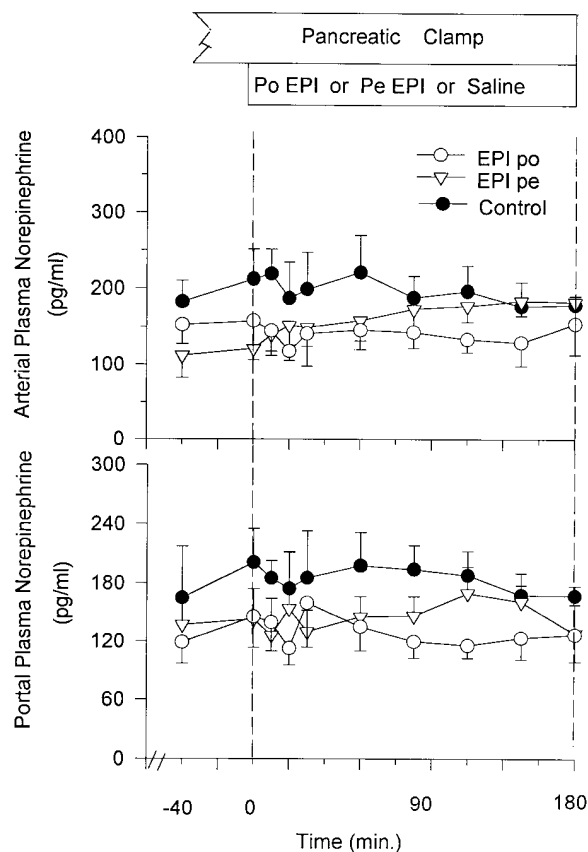 Pancreatic Clamp
Po EPI or Pe EPI or Saline
Arterial Plasma Norepinephrine
(pg/ml)
400
300
200
100
0
EPI po
EPI pe
Control
Portal Plasma Norepinephrine
(pg/ml)
300
240
180
120
60
0
-40
0
90
180
Time (min.)